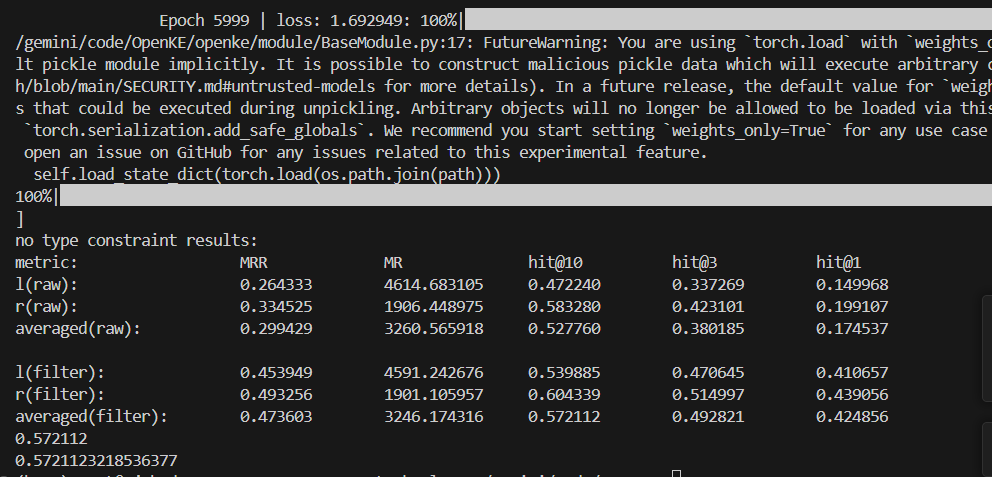 Epoch 5999 | loss: 1.692949: 100%|
/gemini/code/OpenKE/openke/module/BaseModule.py:17: FutureWarning: You are using `torch.load` with `weights_o
lt pickle module implicitly. It is possible to construct malicious pickle data which will execute arbitrary c
h/blob/main/SECURITY.md#untrusted-models for more details). In a future release, the default value for `weigh
s that could be executed during unpickling. Arbitrary objects will no longer be allowed to be loaded via this
`torch.serialization.add_safe_globals`. We recommend you start setting `weights_only=True` for any use case
open an issue on GitHub for any issues related to this experimental feature.
self.load_state_dict(torch.load(os.path.join(path)))
100%|
]
no type constraint results:
metric: MRR MR hit@10 hit@3 hit@1
l(raw): 0.264333 4614.683105 0.472240 0.337269 0.149968
r(raw): 0.334525 1906.448975 0.583280 0.423101 0.199107
averaged(raw): 0.299429 3260.565918 0.527760 0.380185 0.174537
l(filter): 0.453949 4591.242676 0.539885 0.470645 0.410657
r(filter): 0.493256 1901.105957 0.604339 0.514997 0.439056
averaged(filter): 0.473603 3246.174316 0.572112 0.492821 0.424856
0.572112
0.5721123218536377